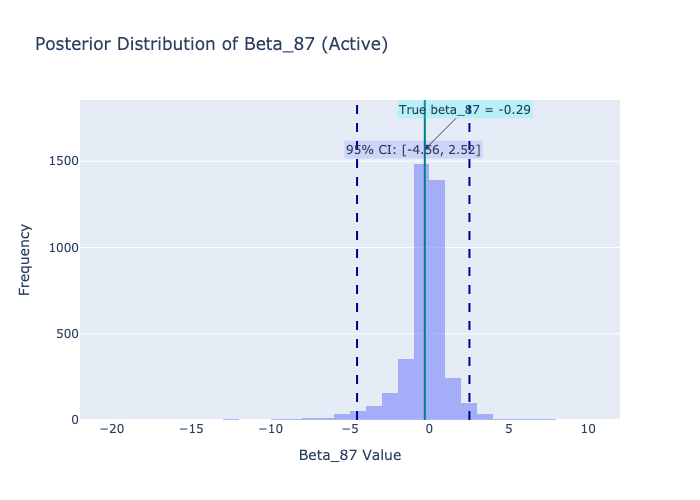 Posterior Distribution of Beta_87 (Active)
True beta_87 = -0.29
95% CI: [-4.56, 2.52]
1500
1000
500
0
Frequency
−20
−15
−10
−5
0
5
10
Beta_87 Value